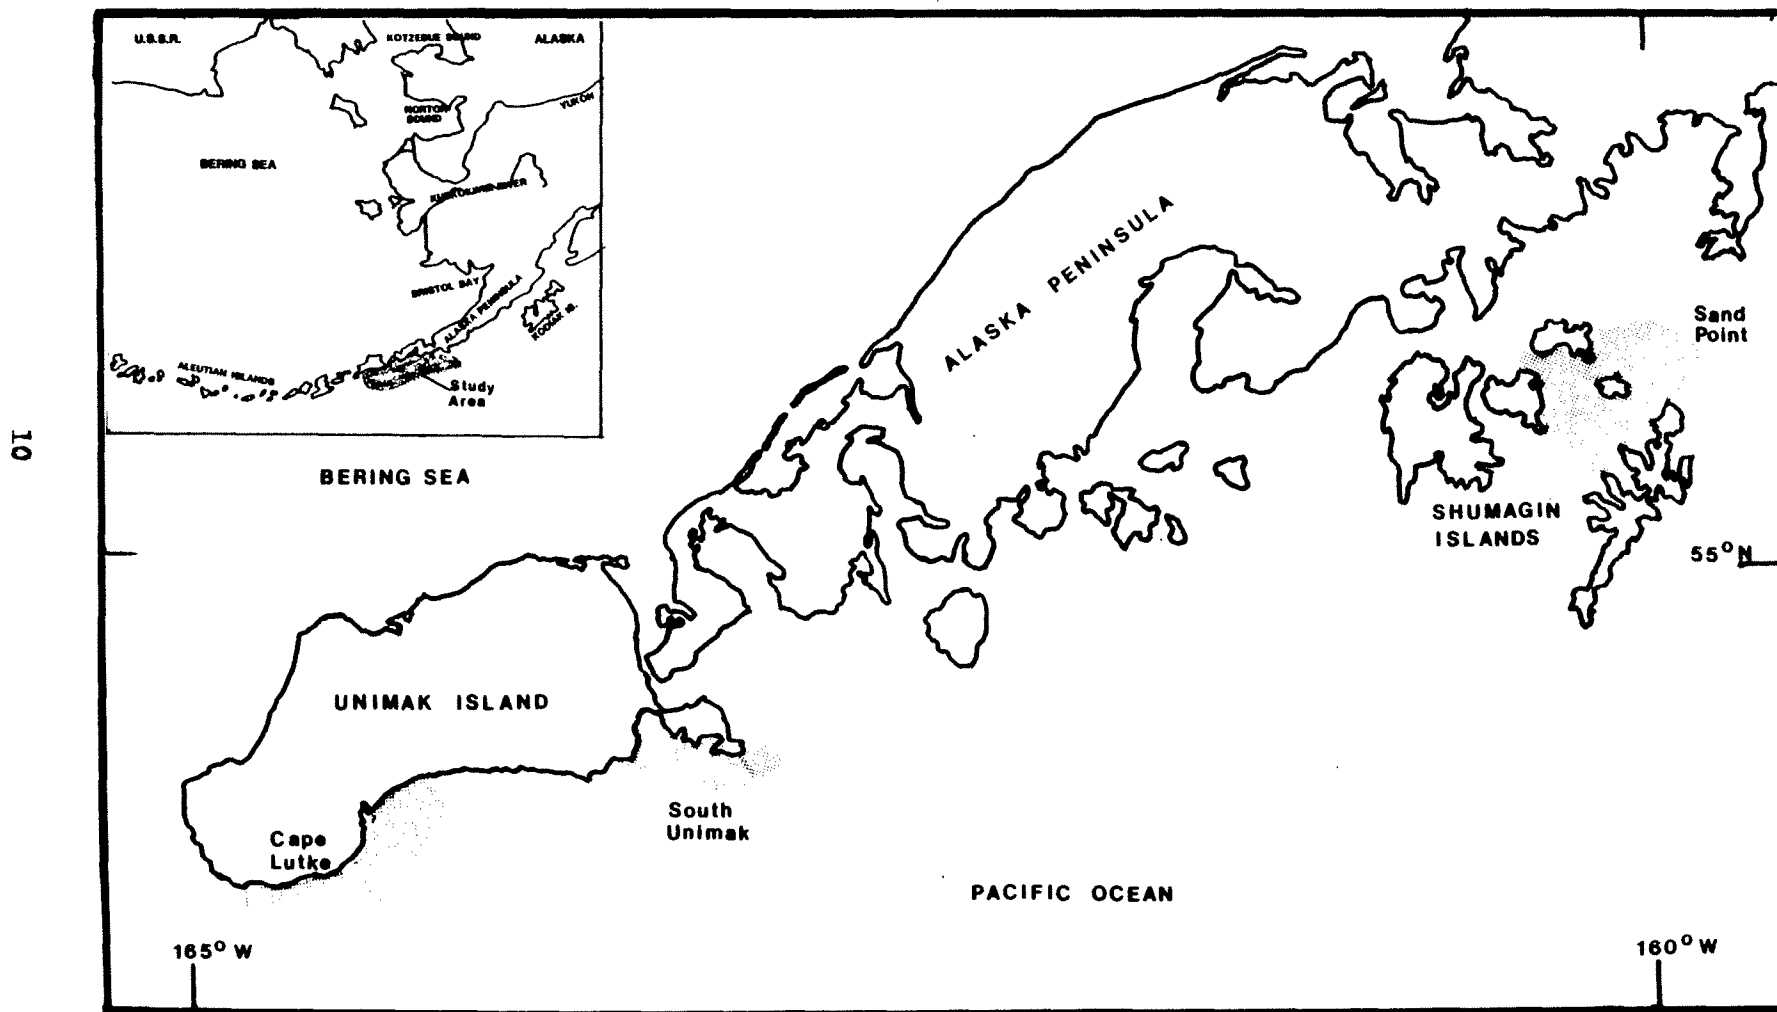 U.S.S.R.
KOTZEBUE SOUND
ALASKA
NORTON
SOUND
YUKON
BERING SEA
KUSKOKWIM RIVER
BRISTOL BAY
ALASKA PENINSULA
KODIAK IS.
ALEUTIAN ISLANDS
Study
Area
ALASKA PENINSULA
Sand
Point
10
BERING SEA
SHUMAGIN
ISLANDS
55°N
UNIMAK ISLAND
South
Unimak
Cape
Lutke
PACIFIC OCEAN
165° W
160° W